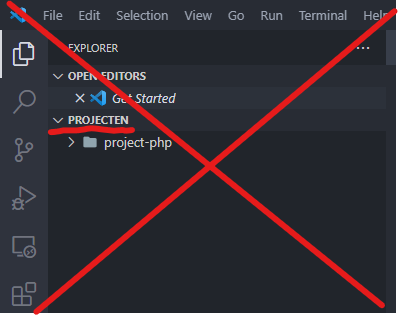 File Edit Selection View Go Run Terminal Help
EXPLORER ...
OPEN EDITORS
Get Started
PROJECTEN
project-php